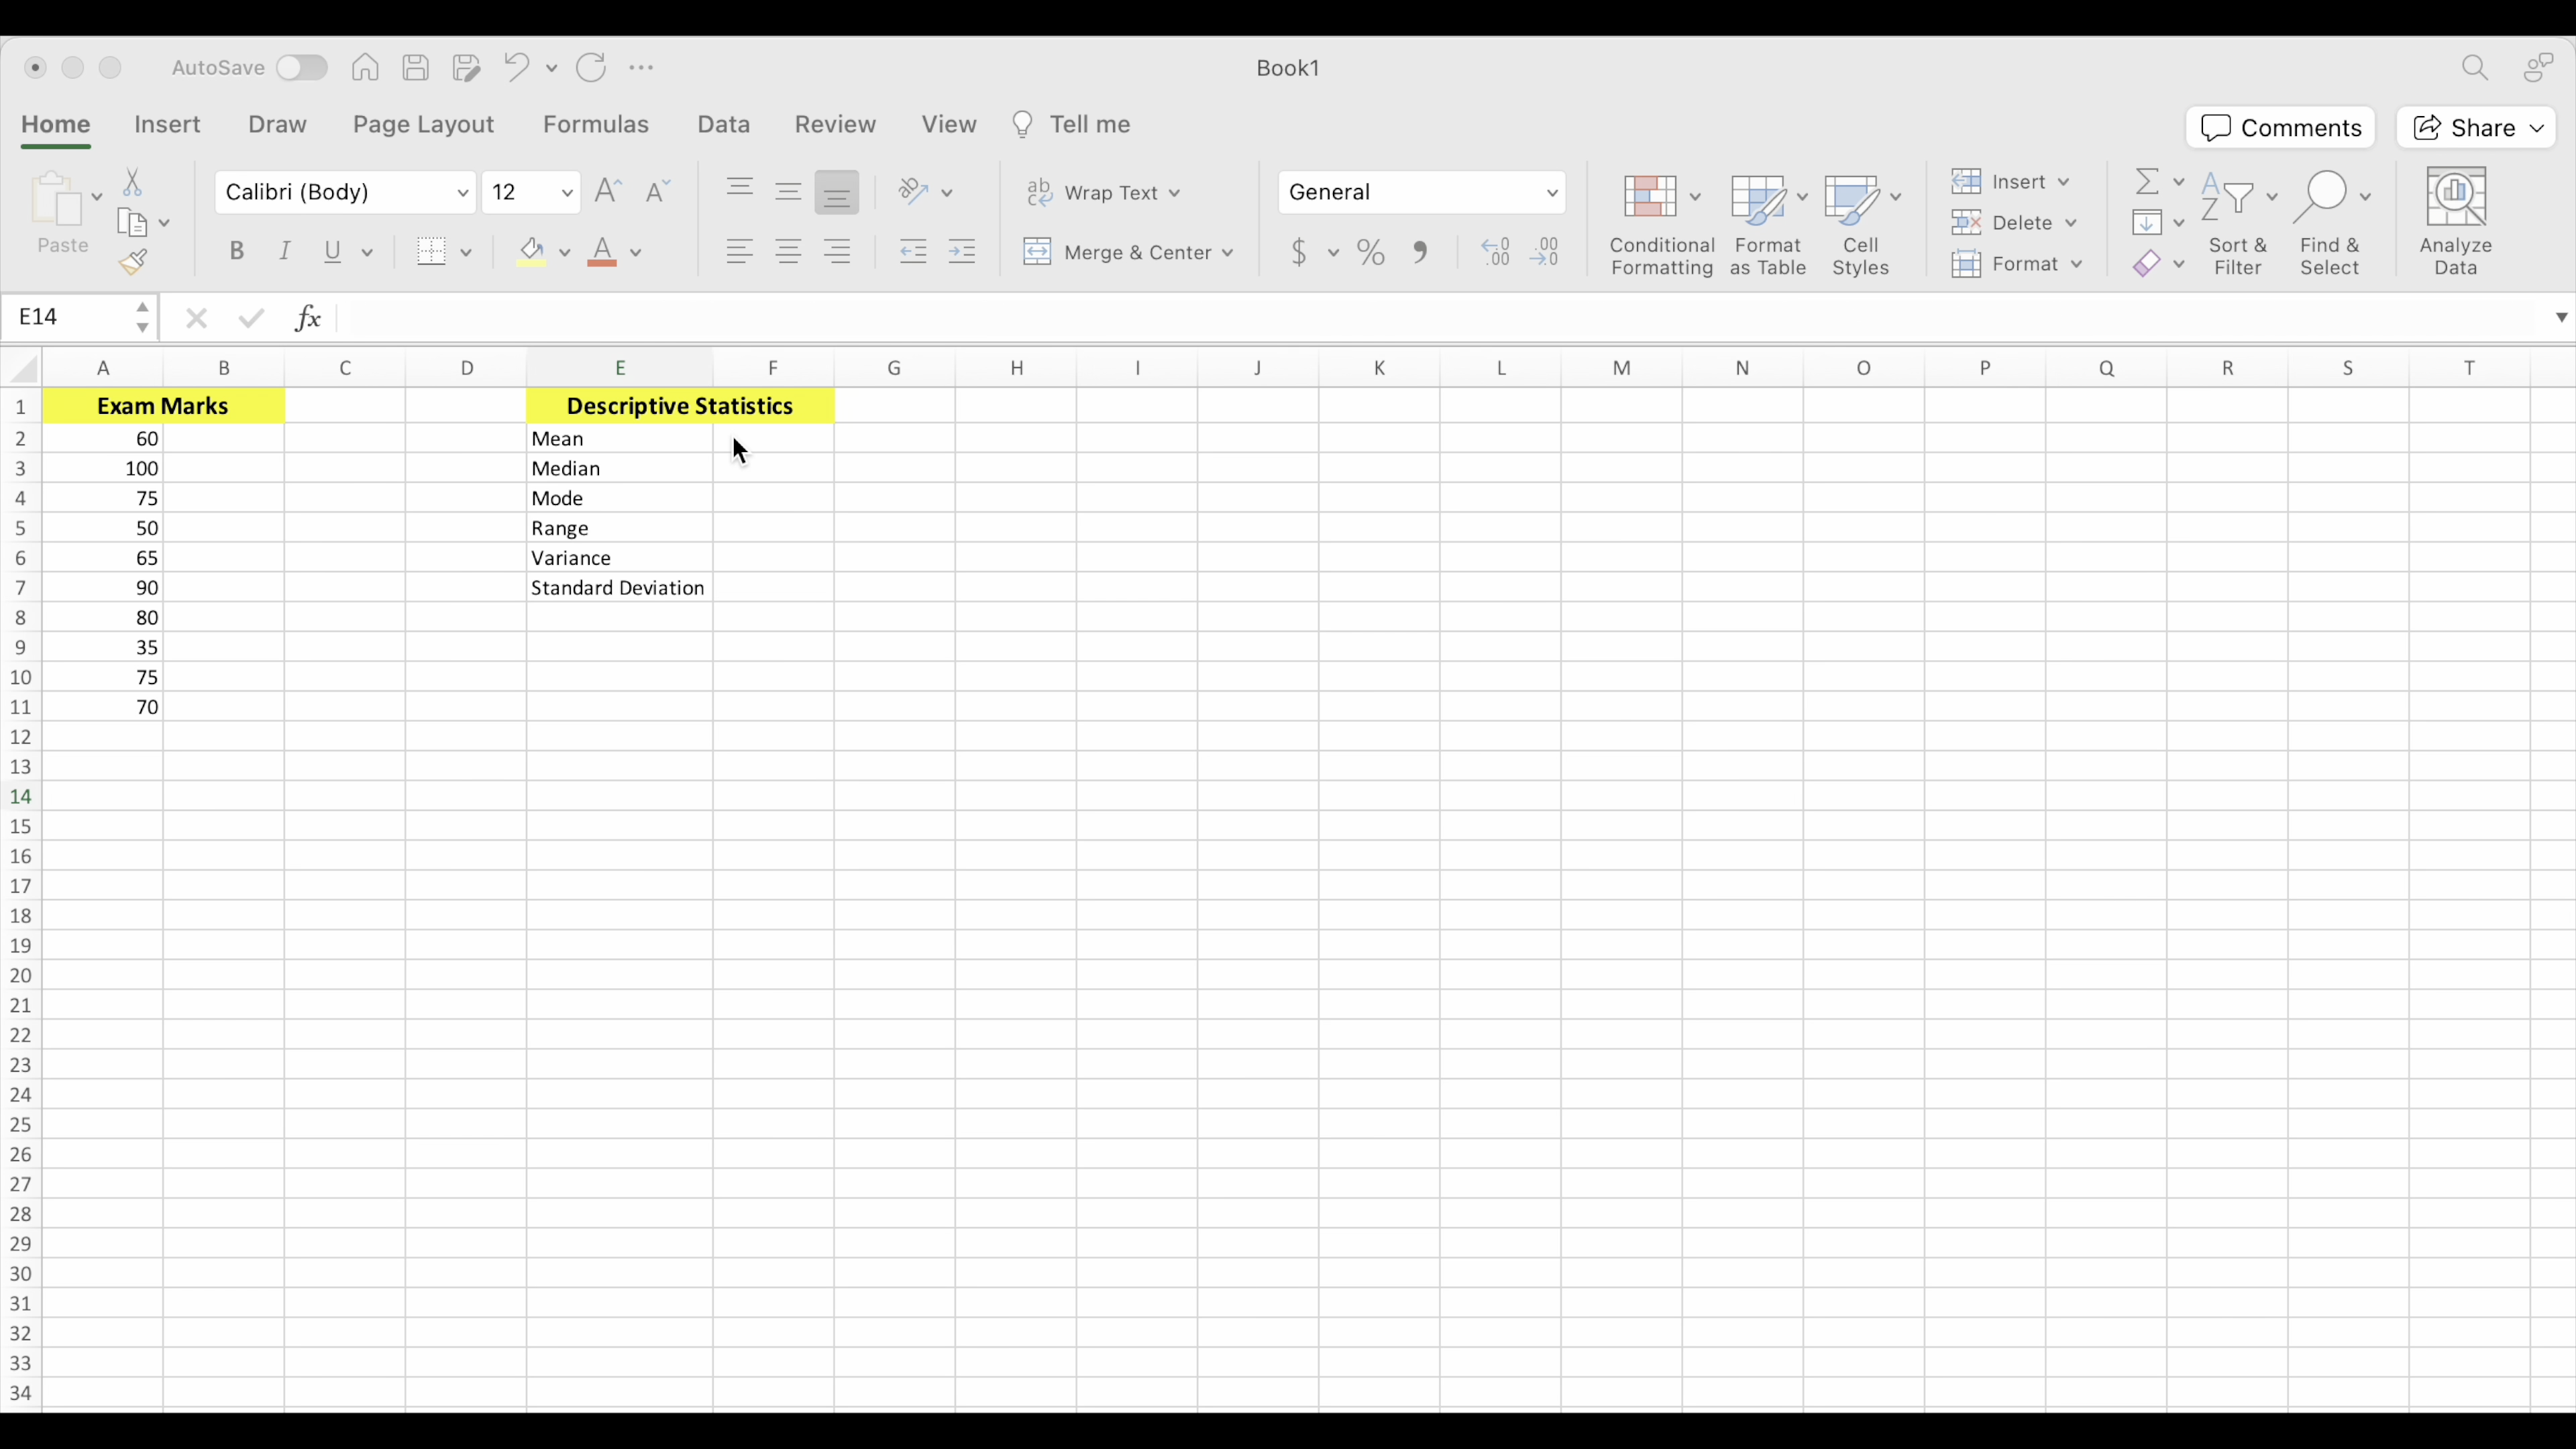 AutoSave
Book1
Home Insert Draw Page Layout Formulas Data Review View Tell me
Comments Share
Paste
Calibri (Body) 12
B I U
A
ab
Wrap Text
Merge & Center
General
$ % 9
Conditional
Formatting
Format
as Table
Cell
Styles
Insert
Delete
Format
Sort &
Filter
Find &
Select
Analyze
Data
E14 fx
A B C D E F G H I J K L M N O P Q R S T
1 Exam Marks Descriptive Statistics
2 60 Mean
3 100 Median
4 75 Mode
5 50 Range
6 65 Variance
7 90 Standard Deviation
8 80
9 35
10 75
11 70
12
13
14
15
16
17
18
19
20
21
22
23
24
25
26
27
28
29
30
31
32
33
34